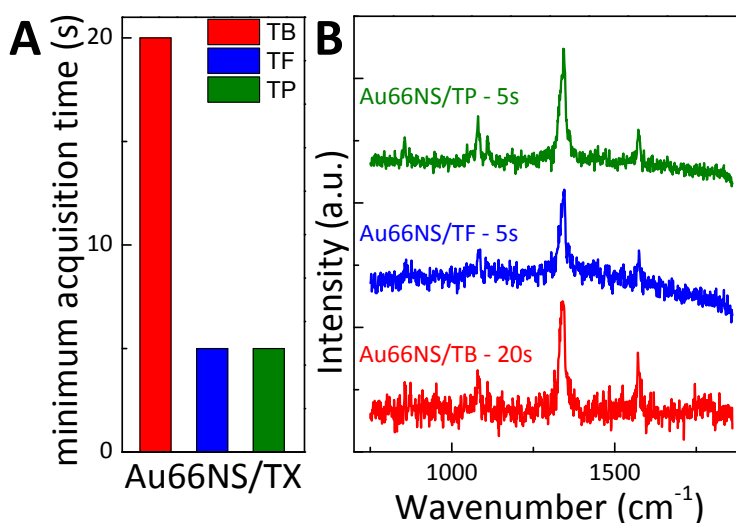 A
minimum acquisition time (s)
20
10
0
TB
TF
TP
Au66NS/TX
B
Intensity (a.u.)
Au66NS/TP - 5s
Au66NS/TF - 5s
Au66NS/TB - 20s
1000 1500
Wavenumber (cm⁻¹)